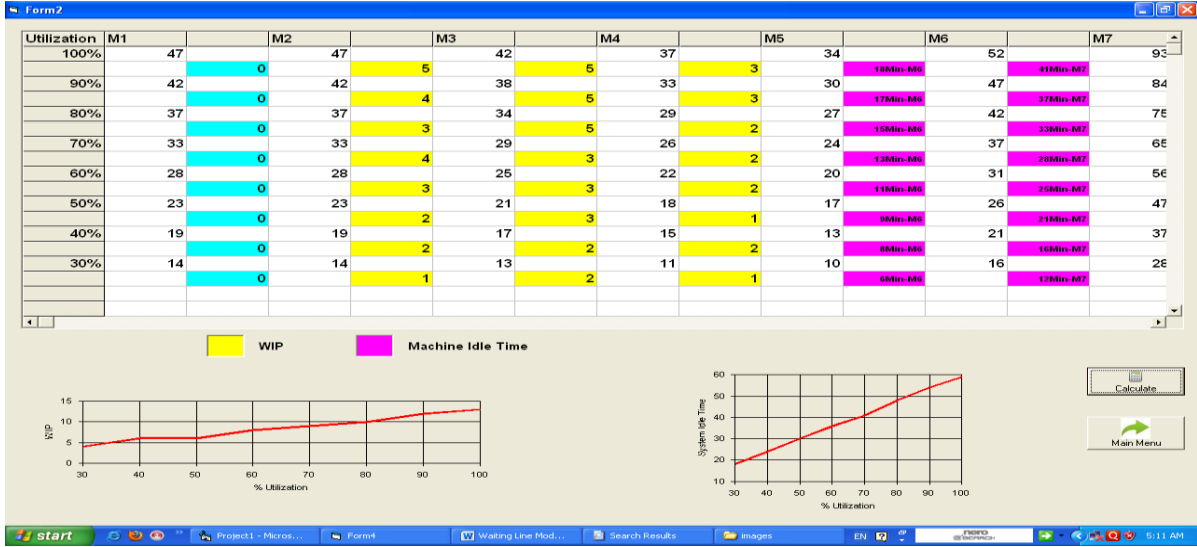 Form2
Utilization M1 M2 M3 M4 M5 M6 M7
100% 47 47 42 37 34 52 93
0 5 5 3 18Min-M6 41Min-M7
90% 42 42 38 33 30 47 84
0 4 5 3 17Min-M6 37Min-M7
80% 37 37 34 29 27 42 75
0 3 5 2 15Min-M6 33Min-M7
70% 33 33 29 26 24 37 65
0 4 3 2 13Min-M6 28Min-M7
60% 28 28 25 22 20 31 56
0 3 3 2 11Min-M6 25Min-M7
50% 23 23 21 18 17 26 47
0 2 3 1 9Min-M6 21Min-M7
40% 19 19 17 15 13 21 37
0 2 2 2 8Min-M6 16Min-M7
30% 14 14 13 11 10 16 28
0 1 2 1 6Min-M6 12Min-M7
WIP Machine Idle Time
15
10
5
0
WIP
30 40 50 60 70 80 90 100
% Utilization
60
50
40
30
20
10
System Idle Time
30 40 50 60 70 80 90 100
% Utilization
Calculate
Main Menu
start Project1 - Micros... Form4 Waiting Line Mod... Search Results images EN nero SEARCH 5:11 AM